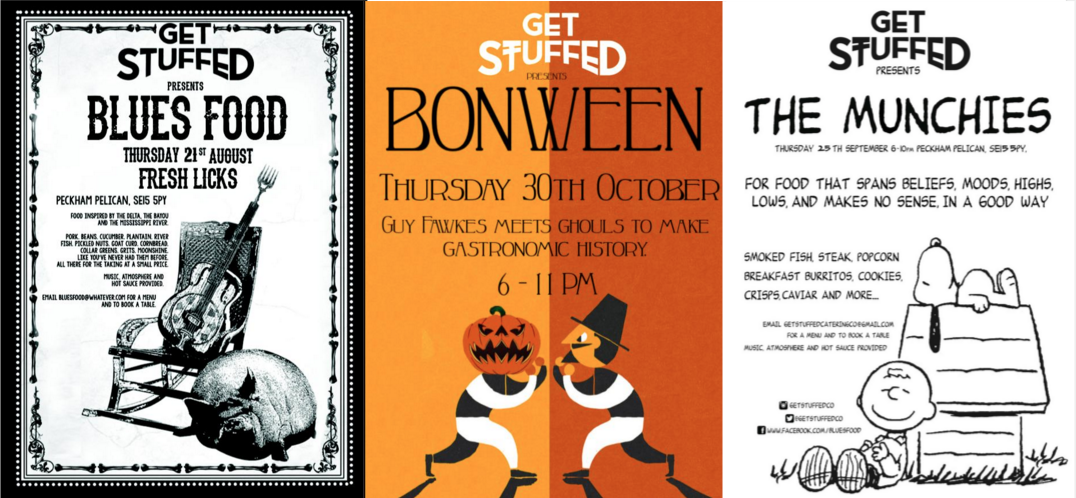 GET
STUFFED
PRESENTS
BLUES FOOD
THURSDAY 21ST AUGUST
FRESH LICKS
PECKHAM PELICAN, SE15 5PY
FOOD INSPIRED BY THE DELTA, THE BAYOU
AND THE MISSISSIPPI RIVER.
PORK, BEANS, CUCUMBER, PLANTAIN, RIVER
FISH, PICKLED NUTS, GOAT CURD, CORNBREAD,
COLLAR GREENS, GRITS, MOONSHINE.
LIKE YOU'VE NEVER HAD THEM BEFORE.
ALL THERE FOR THE TAKING AT A SMALL PRICE.
MUSIC, ATMOSPHERE AND
HOT SAUCE PROVIDED.
EMAIL BLUESFOOD@WHATEVER.COM FOR A MENU
AND TO BOOK A TABLE.
GET
STUFFED
PRESENTS
BONWEEN
THURSDAY 30TH OCTOBER
GUY FAWKES MEETS GHOULS TO MAKE
GASTRONOMIC HISTORY.
6 - 11 PM
GET
STUFFED
PRESENTS
THE MUNCHIES
THURSDAY 25 TH SEPTEMBER 6-10PM PECKHAM PELICAN, SE15 5PY.
FOR FOOD THAT SPANS BELIEFS, MOODS, HIGHS,
LOWS, AND MAKES NO SENSE, IN A GOOD WAY
SMOKED FISH, STEAK, POPCORN
BREAKFAST BURRITOS, COOKIES,
CRISPS, CAVIAR AND MORE...
EMAIL GETSTUFFEDCATERINGCO@GMAIL.COM
FOR A MENU AND TO BOOK A TABLE
MUSIC, ATMOSPHERE AND HOT SAUCE PROVIDED
GETSTUFFEDCO
@GETSTUFFEDCO
WWW.FACEBOOK.COM/BLUESFOOD